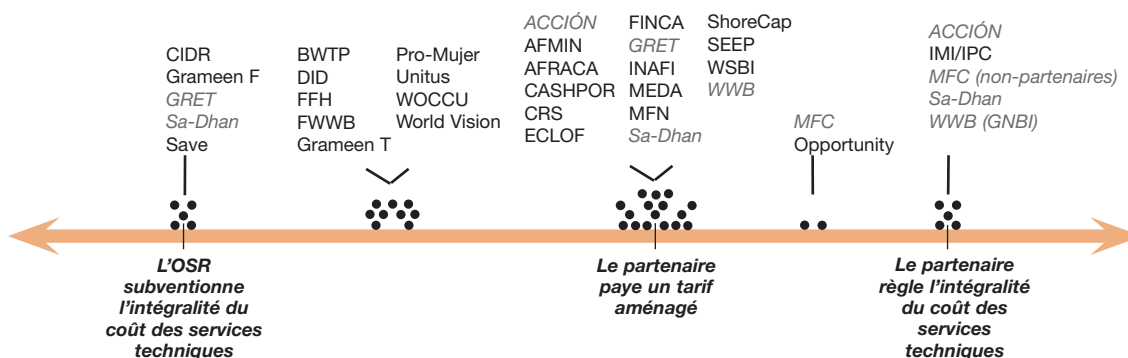 CIDR
Grameen F
GRET
Sa-Dhan
Save
BWTP
DID
FFH
FWWB
Grameen T
Pro-Mujer
Unitus
WOCCU
World Vision
ACCIÓN
AFMIN
AFRACA
CASHPOR
CRS
ECLOF
FINCA
GRET
INAFI
MEDA
MFN
Sa-Dhan
ShoreCap
SEEP
WSBI
WWB
MFC
Opportunity
ACCIÓN
IMI/IPC
MFC (non-partenaires)
Sa-Dhan
WWB (GNBI)
L’OSR
subventionne
l’intégralité du
coût des services
techniques
Le partenaire
paye un tarif
aménagé
Le partenaire
règle l’intégralité
du coût des
services
techniques